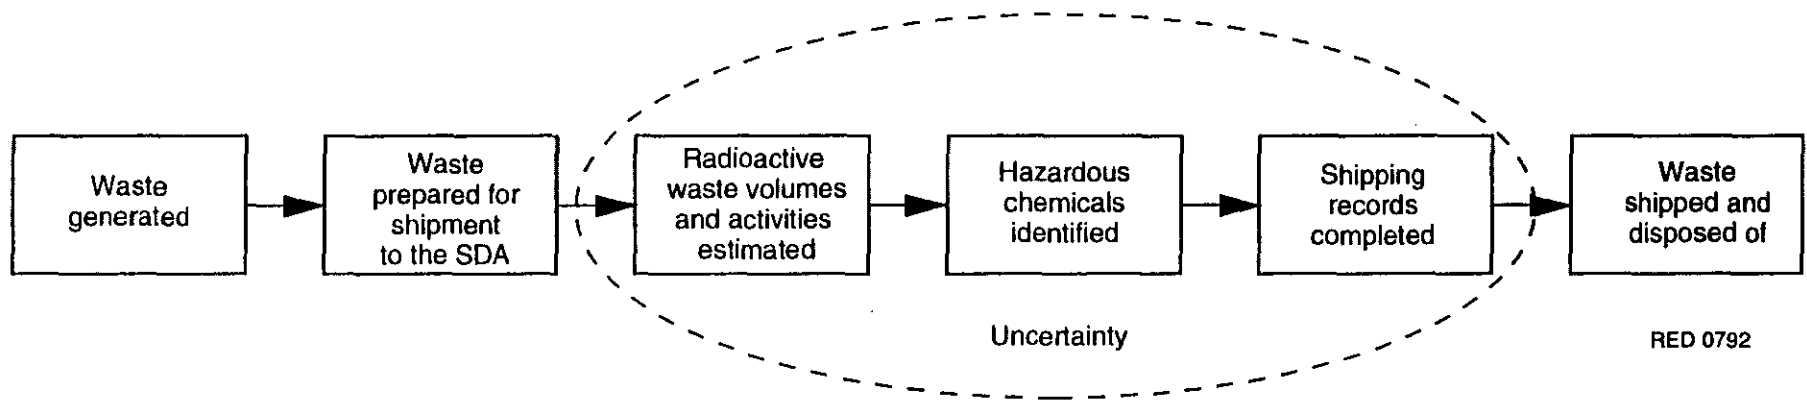 Waste
generated
Waste
prepared for
shipment
to the SDA
Radioactive
waste volumes
and activities
estimated
Hazardous
chemicals
identified
Shipping
records
completed
Waste
shipped and
disposed of
Uncertainty
RED 0792